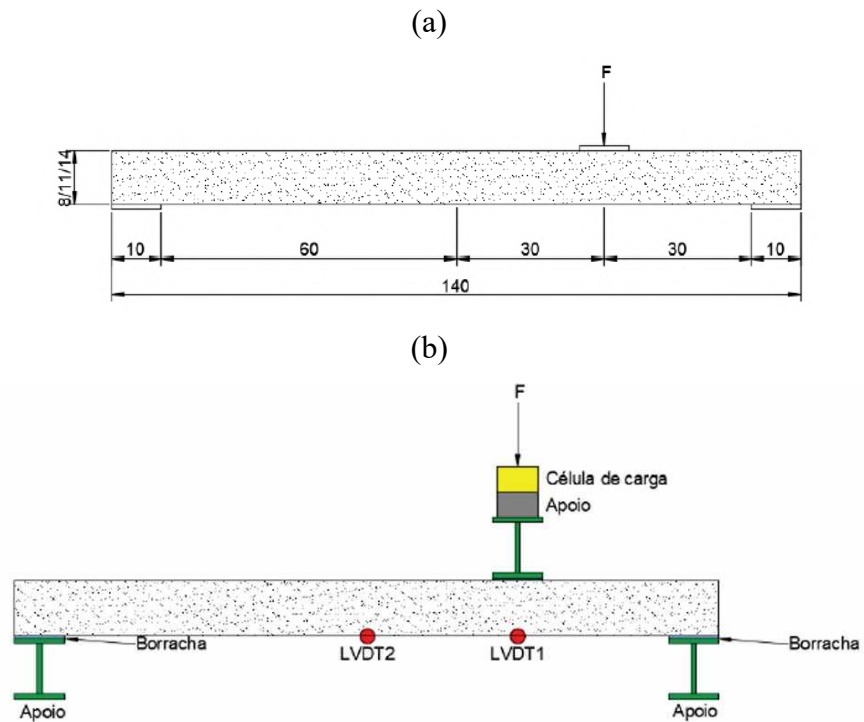 (a)
F
8/11/14
10 60 30 30 10
140
(b)
F
Célula de carga
Apoio
Borracha
LVDT2 LVDT1
Borracha
Apoio Apoio